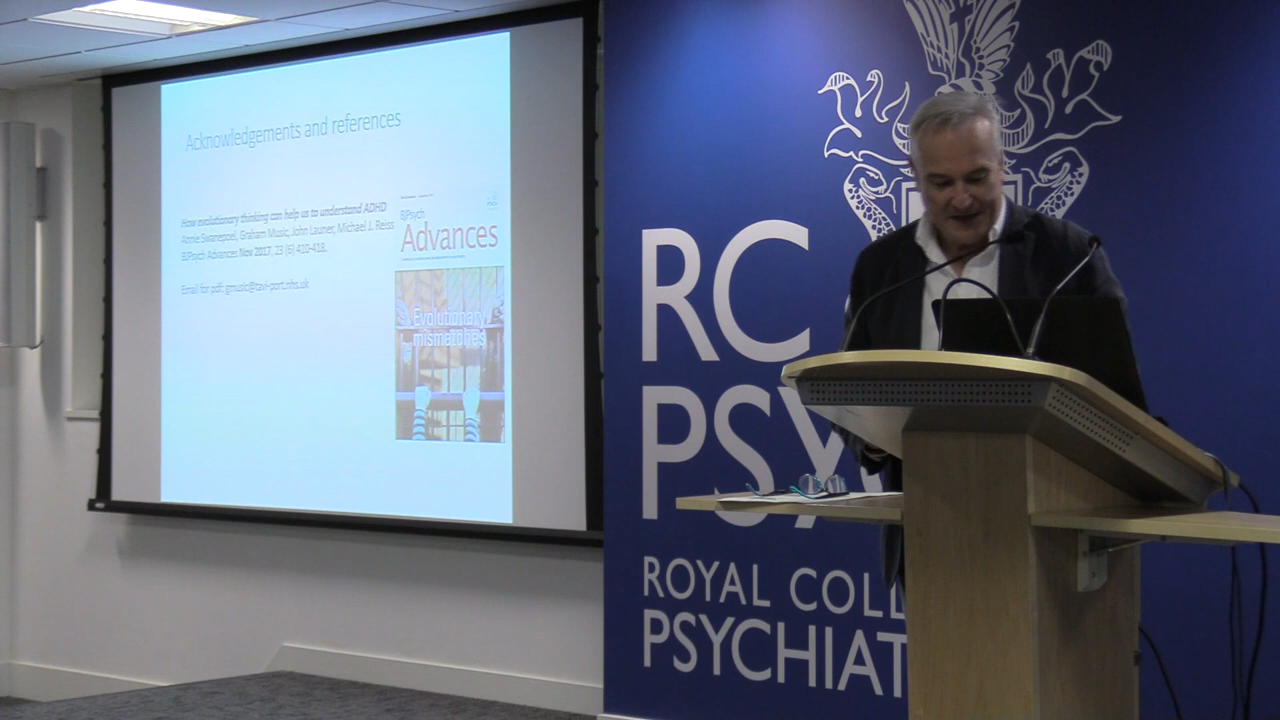 Acknowledgements and references
How evolutionary thinking can help us to understand ADHD
Annie Swanepoel, Graham Music, John Launer, Michael J. Reiss
BJPsych Advances Nov 2017, 23 (6) 410-418.
Email for pdf: gmusic@tavi-port.nhs.uk
BJPsych
Advances
Evolutionary
mismatches
RC
PSY
ROYAL COLL
PSYCHIAT